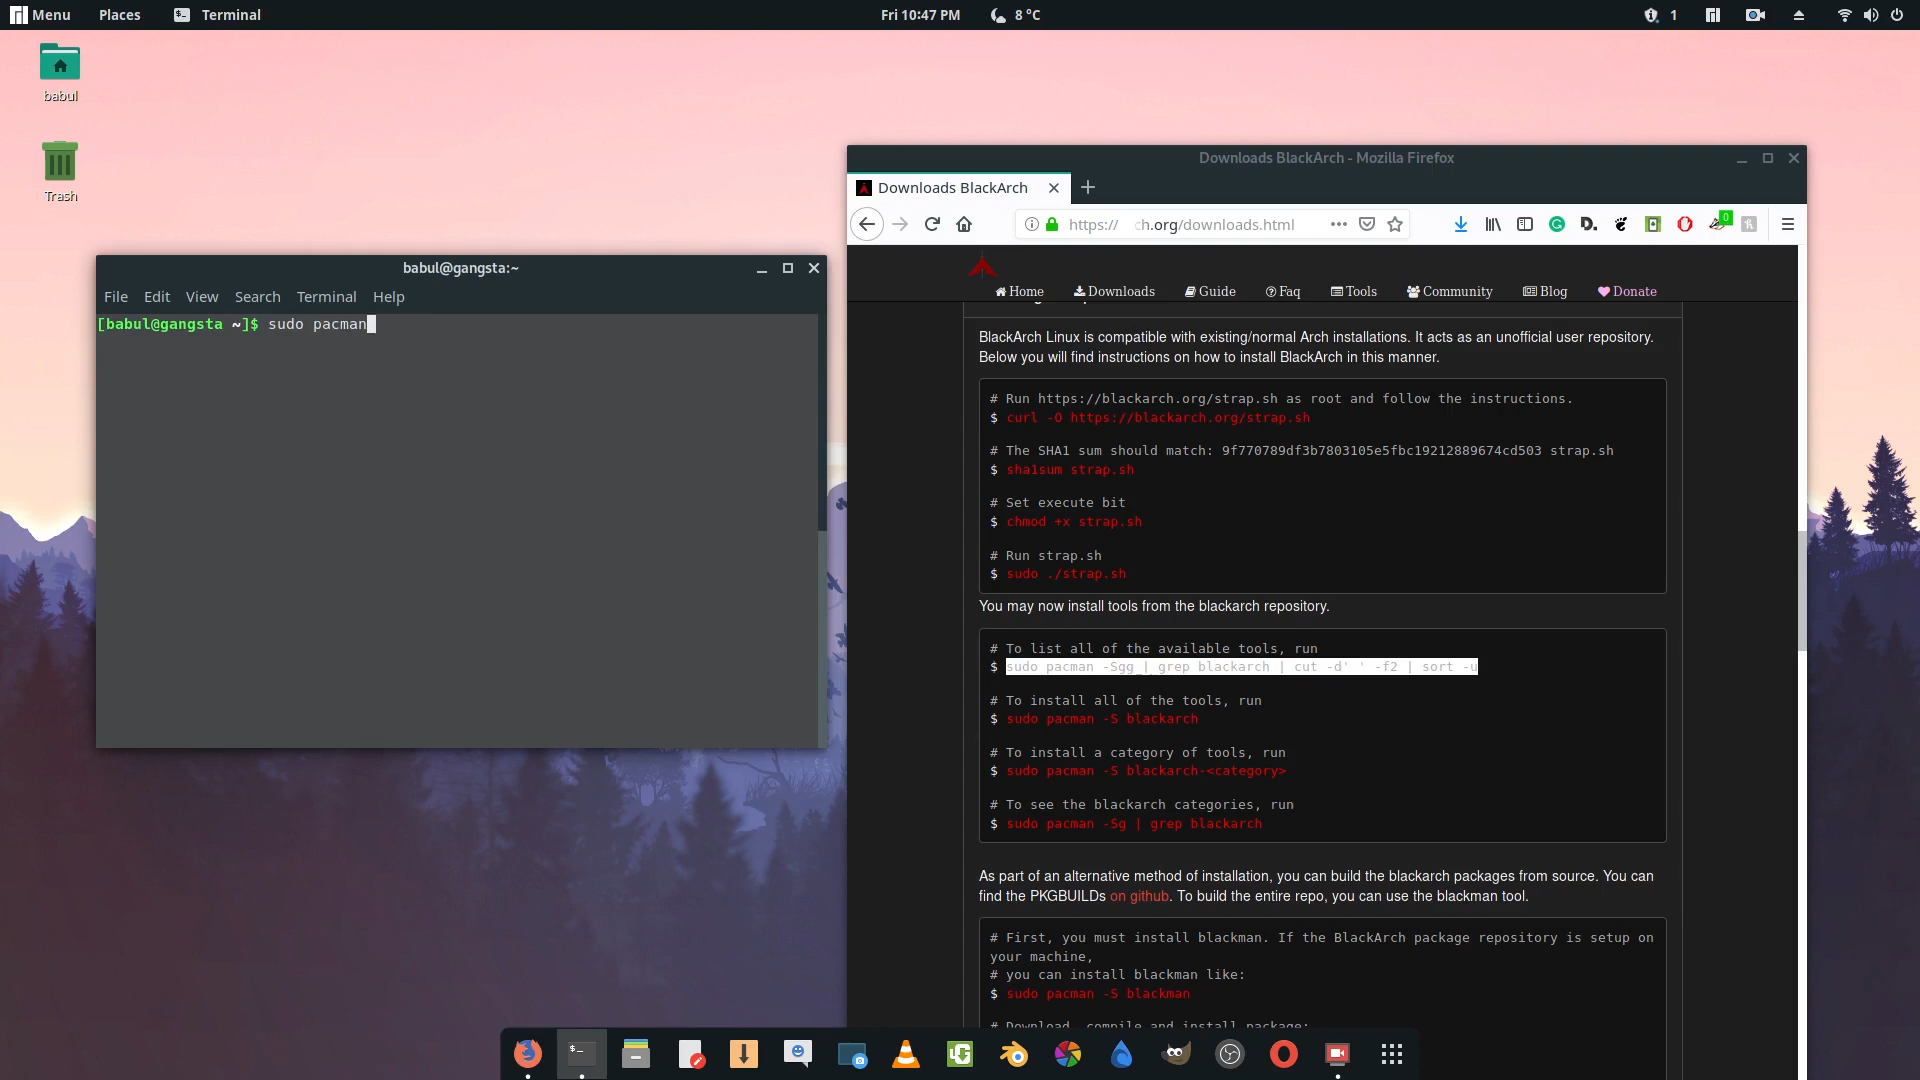 Menu Places Terminal Fri 10:47 PM 8 °C 1
babul
Trash
babul@gangsta:~
File Edit View Search Terminal Help
[babul@gangsta ~]$ sudo pacman
Downloads BlackArch - Mozilla Firefox
Downloads BlackArch
https:// ch.org/downloads.html
D.
0
Home Downloads Guide Faq Tools Community Blog Donate
BlackArch Linux is compatible with existing/normal Arch installations. It acts as an unofficial user repository.
Below you will find instructions on how to install BlackArch in this manner.
# Run https://blackarch.org/strap.sh as root and follow the instructions.
$ curl -O https://blackarch.org/strap.sh
# The SHA1 sum should match: 9f770789df3b7803105e5fbc19212889674cd503 strap.sh
$ sha1sum strap.sh
# Set execute bit
$ chmod +x strap.sh
# Run strap.sh
$ sudo ./strap.sh
You may now install tools from the blackarch repository.
# To list all of the available tools, run
$ sudo pacman -Sgg | grep blackarch | cut -d' ' -f2 | sort -u
# To install all of the tools, run
$ sudo pacman -S blackarch
# To install a category of tools, run
$ sudo pacman -S blackarch-<category>
# To see the blackarch categories, run
$ sudo pacman -Sg | grep blackarch
As part of an alternative method of installation, you can build the blackarch packages from source. You can
find the PKGBUILDs on github. To build the entire repo, you can use the blackman tool.
# First, you must install blackman. If the BlackArch package repository is setup on
your machine,
# you can install blackman like:
$ sudo pacman -S blackman
# Download, compile and install package: